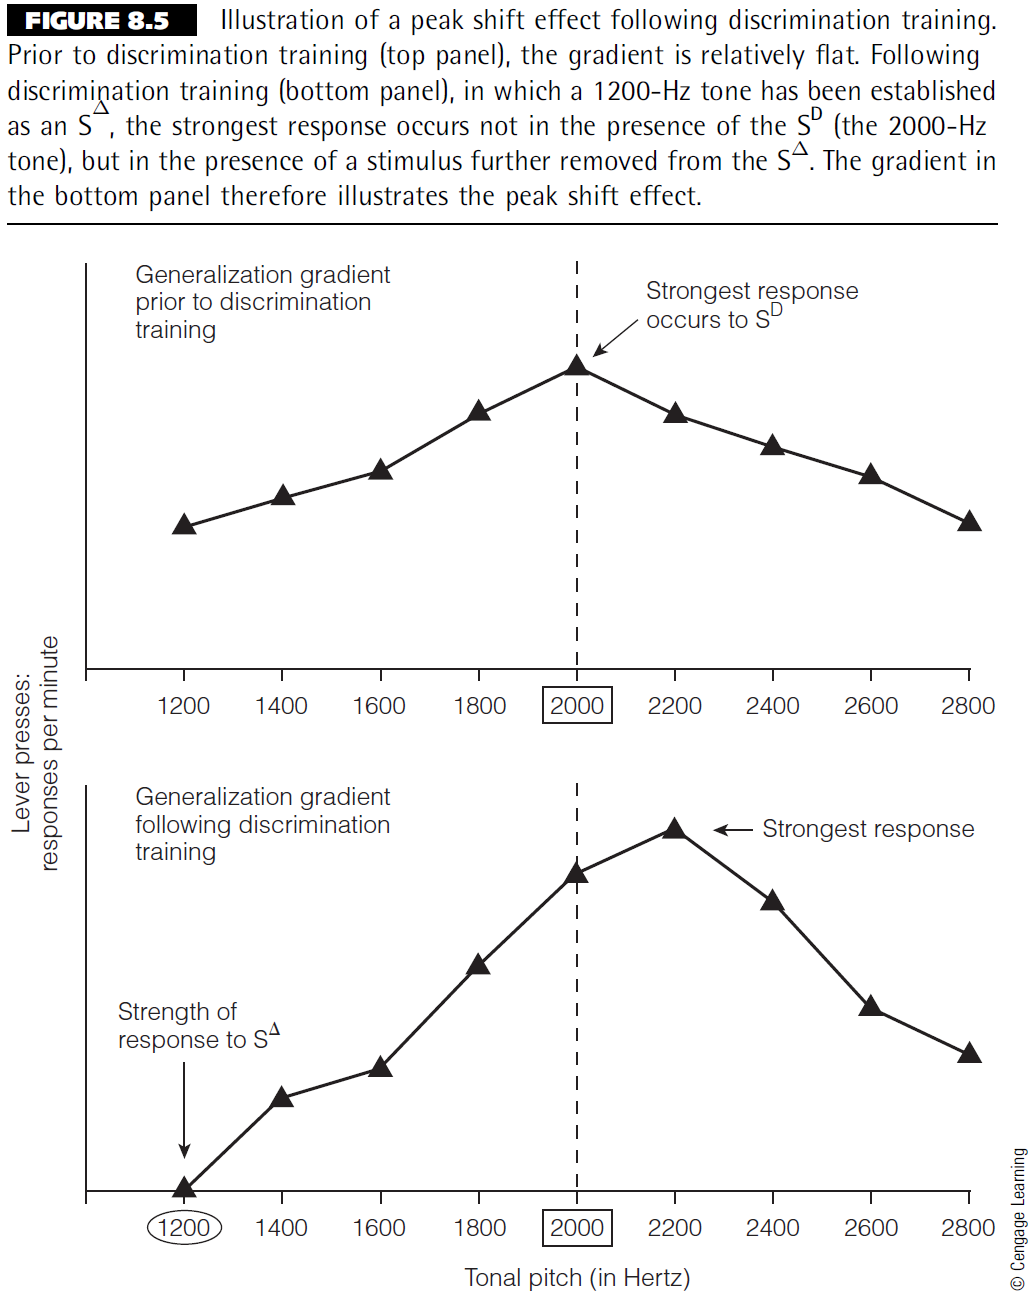 FIGURE 8.5 Illustration of a peak shift effect following discrimination training.
Prior to discrimination training (top panel), the gradient is relatively flat. Following
discrimination training (bottom panel), in which a 1200-Hz tone has been established
as an S^Δ, the strongest response occurs not in the presence of the S^D (the 2000-Hz
tone), but in the presence of a stimulus further removed from the S^Δ. The gradient in
the bottom panel therefore illustrates the peak shift effect.
Generalization gradient
prior to discrimination
training
Strongest response
occurs to S^D
1200 1400 1600 1800 2000 2200 2400 2600 2800
Lever presses:
responses per minute
Generalization gradient
following discrimination
training
Strongest response
Strength of
response to S^Δ
1200 1400 1600 1800 2000 2200 2400 2600 2800
Tonal pitch (in Hertz)
© Cengage Learning